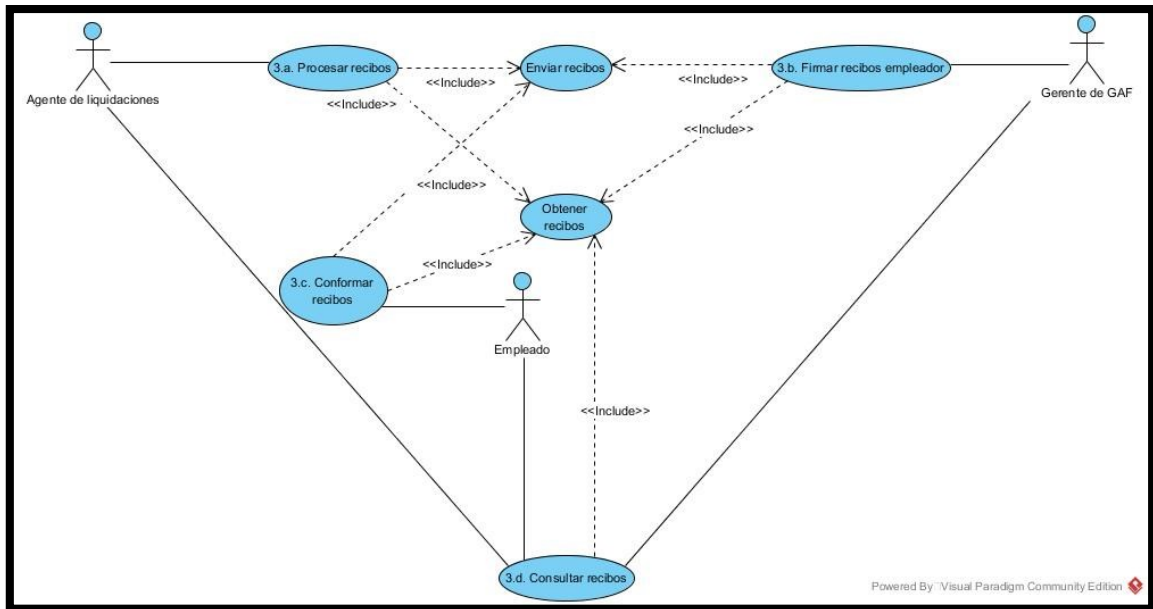 Agente de liquidaciones
3.a. Procesar recibos
<<Include>>
<<Include>>
Enviar recibos
<<Include>>
3.b. Firmar recibos empleador
Gerente de GAF
<<Include>>
<<Include>>
Obtener
recibos
<<Include>>
3.c. Conformar
recibos
Empleado
<<Include>>
3.d. Consultar recibos
Powered By Visual Paradigm Community Edition